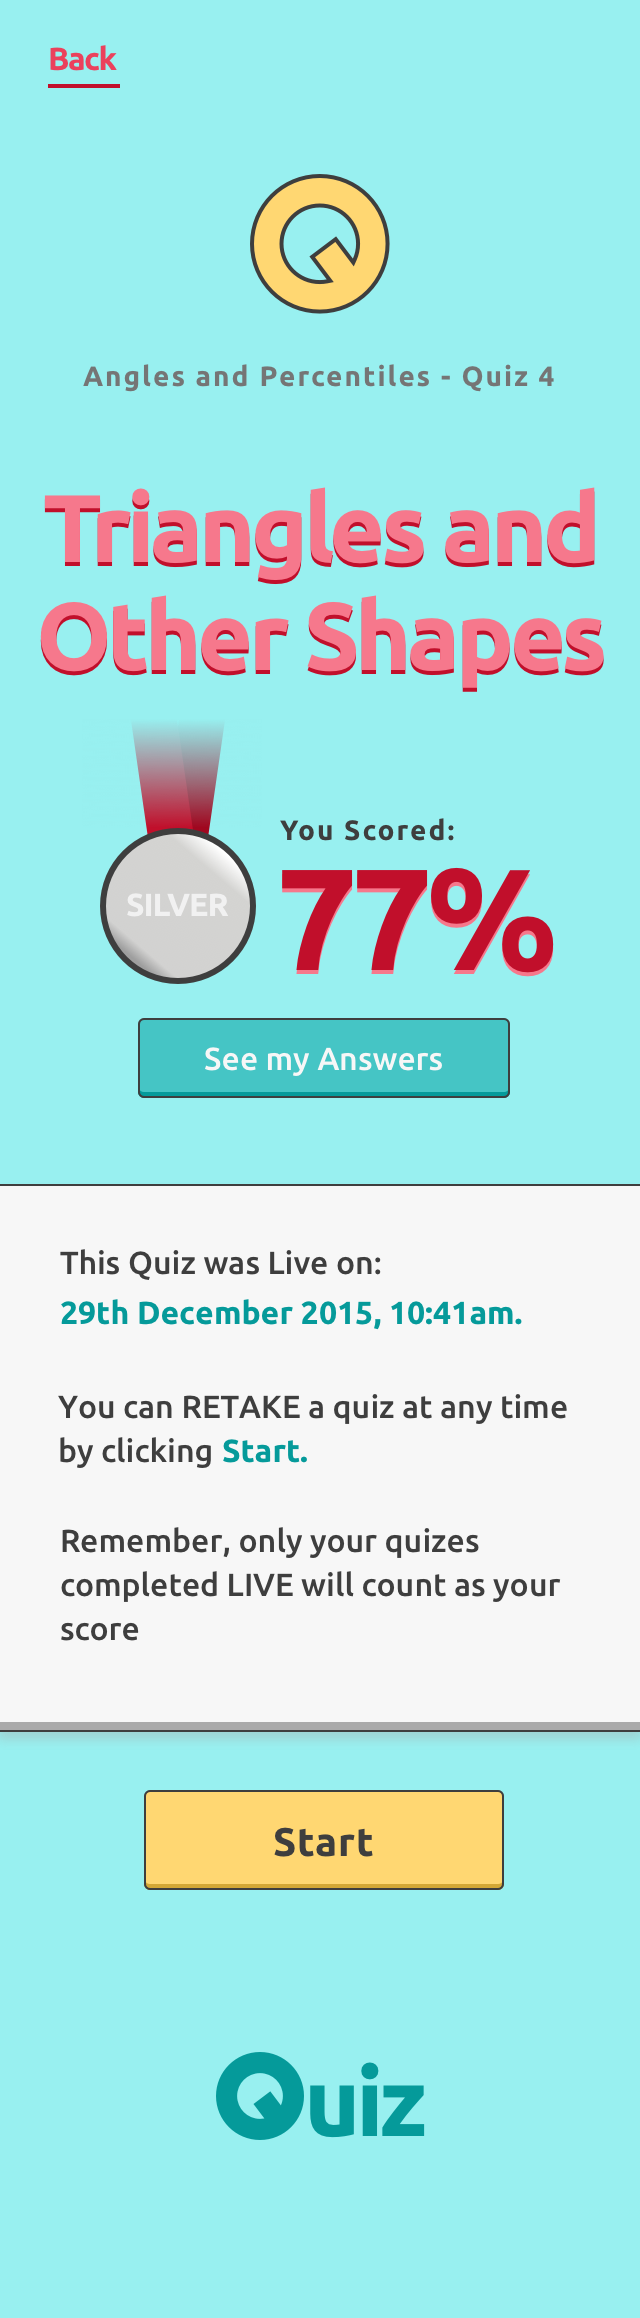 Back
Angles and Percentiles - Quiz 4
Triangles and
Other Shapes
SILVER
You Scored:
77%
See my Answers
This Quiz was Live on:
29th December 2015, 10:41am.
You can RETAKE a quiz at any time
by clicking Start.
Remember, only your quizes
completed LIVE will count as your
score
Start
Quiz